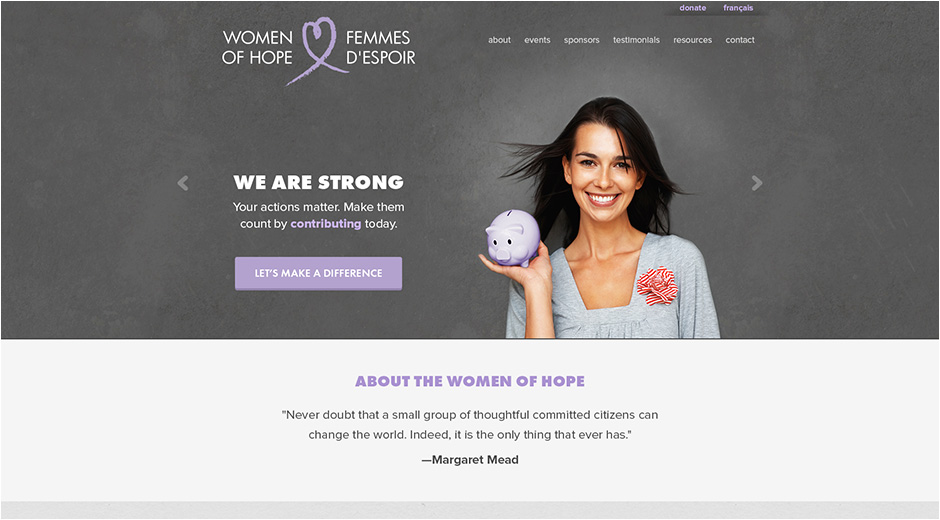 donate français
WOMEN OF HOPE
FEMMES D'ESPOIR
about events sponsors testimonials resources contact
WE ARE STRONG
Your actions matter. Make them
count by contributing today.
LET'S MAKE A DIFFERENCE
ABOUT THE WOMEN OF HOPE
"Never doubt that a small group of thoughtful committed citizens can
change the world. Indeed, it is the only thing that ever has."
—Margaret Mead